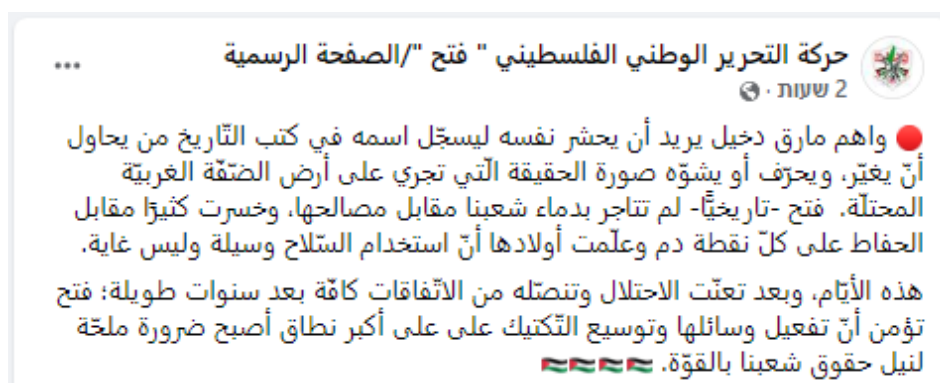 حركة التحرير الوطني الفلسطيني " فتح "/الصفحة الرسمية
2 שעות ·
🔴 واهم مارق دخيل يريد أن يحشر نفسه ليسجّل اسمه في كتب التّاريخ من يحاول
أنّ يغيّر، ويحرّف أو يشوّه صورة الحقيقة الّتي تجري على أرض الضّفّة الغربيّة
المحتلّة. فتح -تاريخيًّا- لم تتاجر بدماء شعبنا مقابل مصالحها، وخسرت كثيرًا مقابل
الحفاط على كلّ نقطة دم وعلّمت أولادها أنّ استخدام السّلاح وسيلة وليس غاية.
هذه الأيّام، وبعد تعنّت الاحتلال وتنصّله من الاتّفاقات كافّة بعد سنوات طويلة؛ فتح
تؤمن أنّ تفعيل وسائلها وتوسيع التّكتيك على على أكبر نطاق أصبح ضرورة ملحّة
لنيل حقوق شعبنا بالقوّة. 🇵🇸🇵🇸🇵🇸🇵🇸